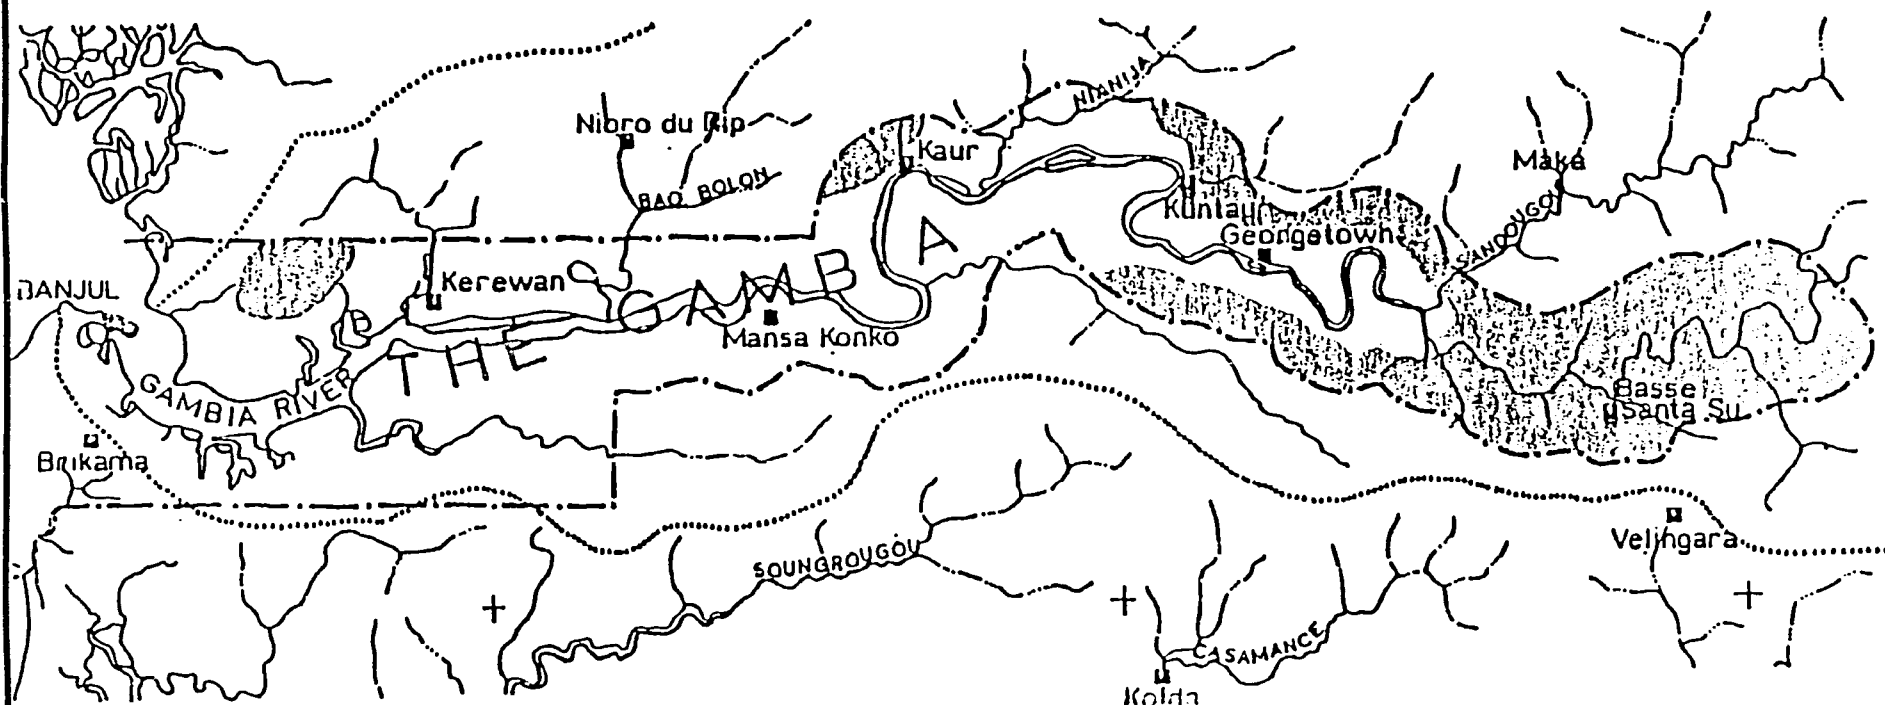 NIANIJA
Nioro du Rip
Kaur
Maka
BAO BOLON
Kuntaur
Georgetown
SANDOUGOU
BANJUL
Kerewan
THE GAMBIA
Mansa Konko
GAMBIA RIVER
Basse
Santa Su
Brikama
Velingara
SOUNGROUGOU
CASAMANCE
Kolda